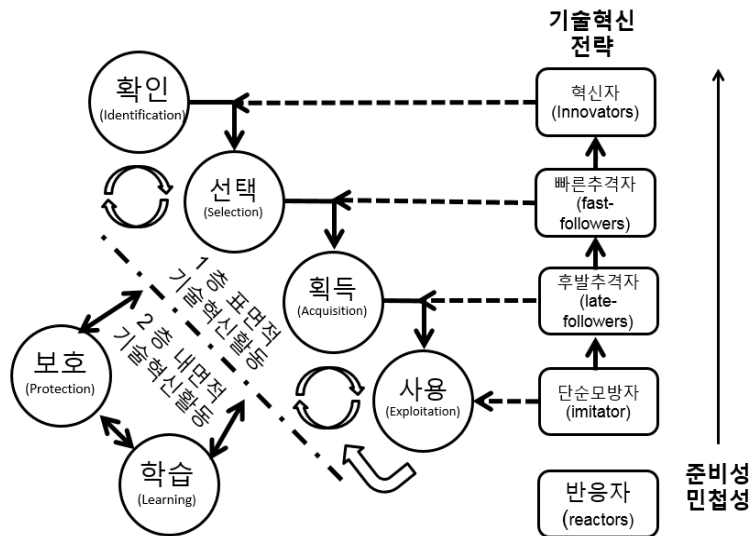 기술혁신
전략
확인
(Identification)
혁신자
(Innovators)
선택
(Selection)
빠른추격자
(fast-
followers)
1 층 표면적
기술혁신활동
2 층 내면적
기술혁신활동
획득
(Acquisition)
후발추격자
(late-
followers)
보호
(Protection)
사용
(Exploitation)
단순모방자
(imitator)
학습
(Learning)
반응자
(reactors)
준비성
민첩성